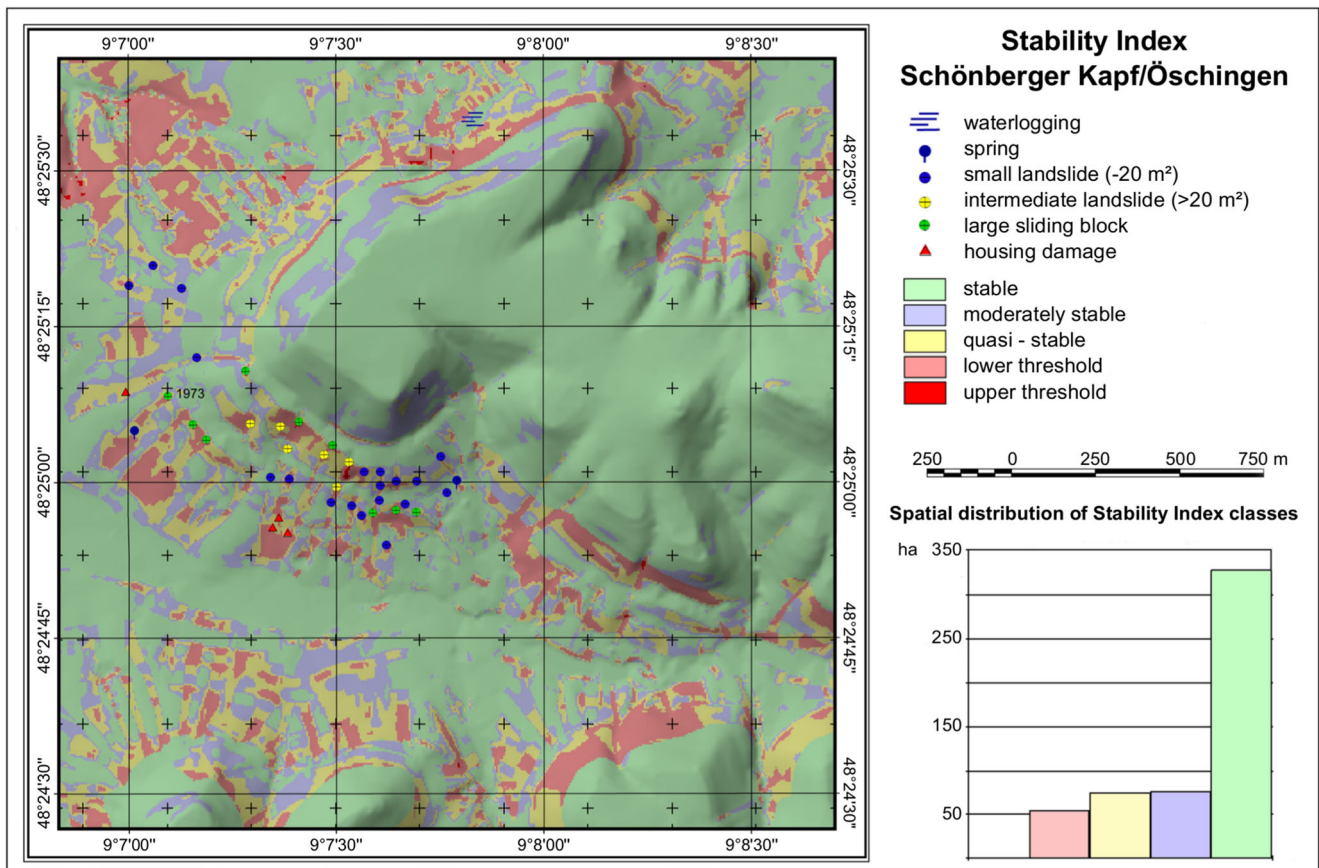 9°7'00"
9°7'30"
9°8'00"
9°8'30"
48°25'30"
48°25'15"
48°25'00"
48°24'45"
48°24'30"
1973
48°25'30"
48°25'15"
48°25'00"
48°24'45"
48°24'30"
9°7'00"
9°7'30"
9°8'00"
9°8'30"
Stability Index
Schönberger Kapf/Öschingen
waterlogging
spring
small landslide (-20 m²)
intermediate landslide (>20 m²)
large sliding block
housing damage
stable
moderately stable
quasi - stable
lower threshold
upper threshold
250 0 250 500 750 m
Spatial distribution of Stability Index classes
ha
350
250
150
50